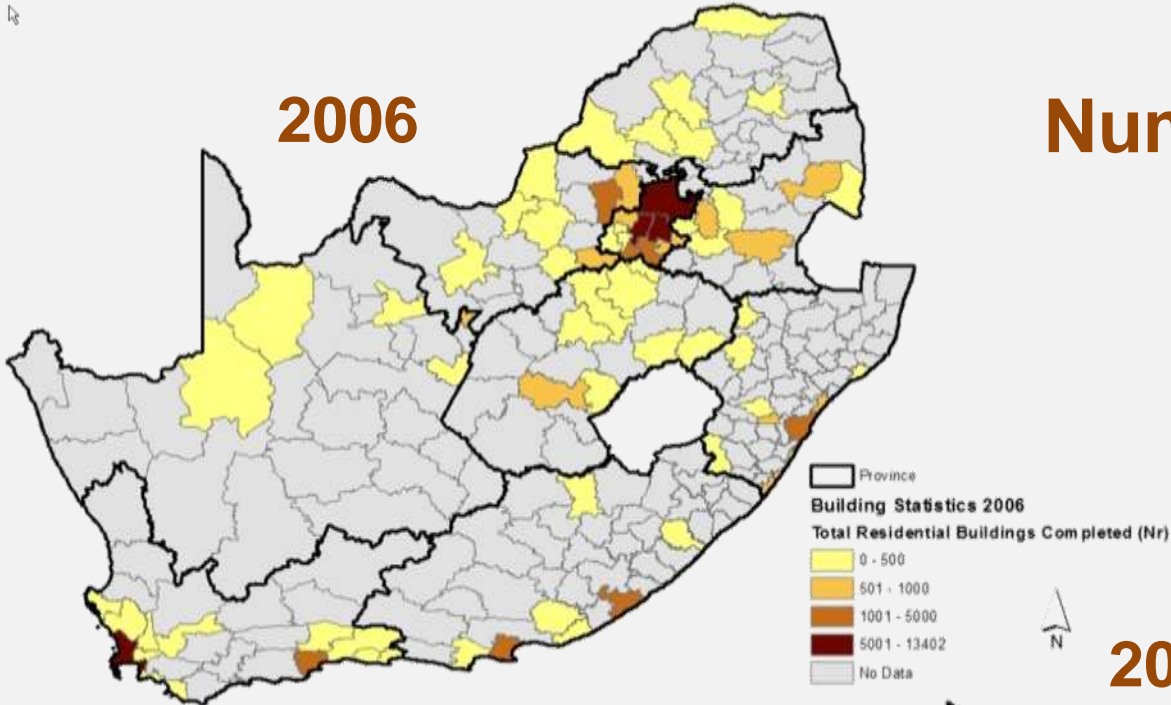 2006
Nun
Province
Building Statistics 2006
Total Residential Buildings Completed (Nr)
0 - 500
501 - 1000
1001 - 5000
5001 - 13402
No Data
N
20